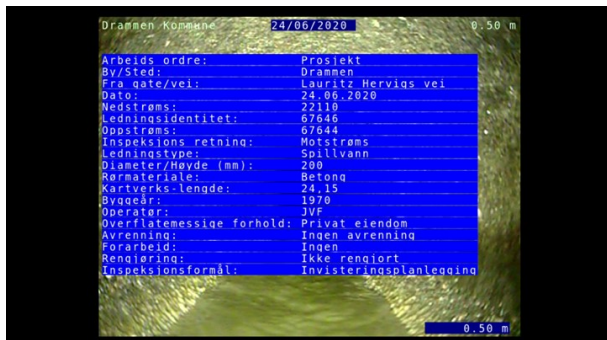 Drammen Kommune 24/06/2020 0.50 m
Arbeids ordre: Prosjekt
By/Sted: Drammen
Fra gate/vei: Lauritz Hervigs vei
Dato: 24.06.2020
Nedstrøms: 22110
Ledningsidentitet: 67646
Oppstrøms: 67644
Inspeksjons retning: Motstrøms
Ledningstype: Spillvann
Diameter/Høyde (mm): 200
Rørmateriale: Betong
Kartverks-lengde: 24,15
Byggeår: 1970
Operatør: JVF
Overflatemessige forhold: Privat eiendom
Avrenning: Ingen avrenning
Forarbeid: Ingen
Rengjøring: Ikke rengjort
Inspeksjonsformål: Invisteringsplanlegging
0.50 m